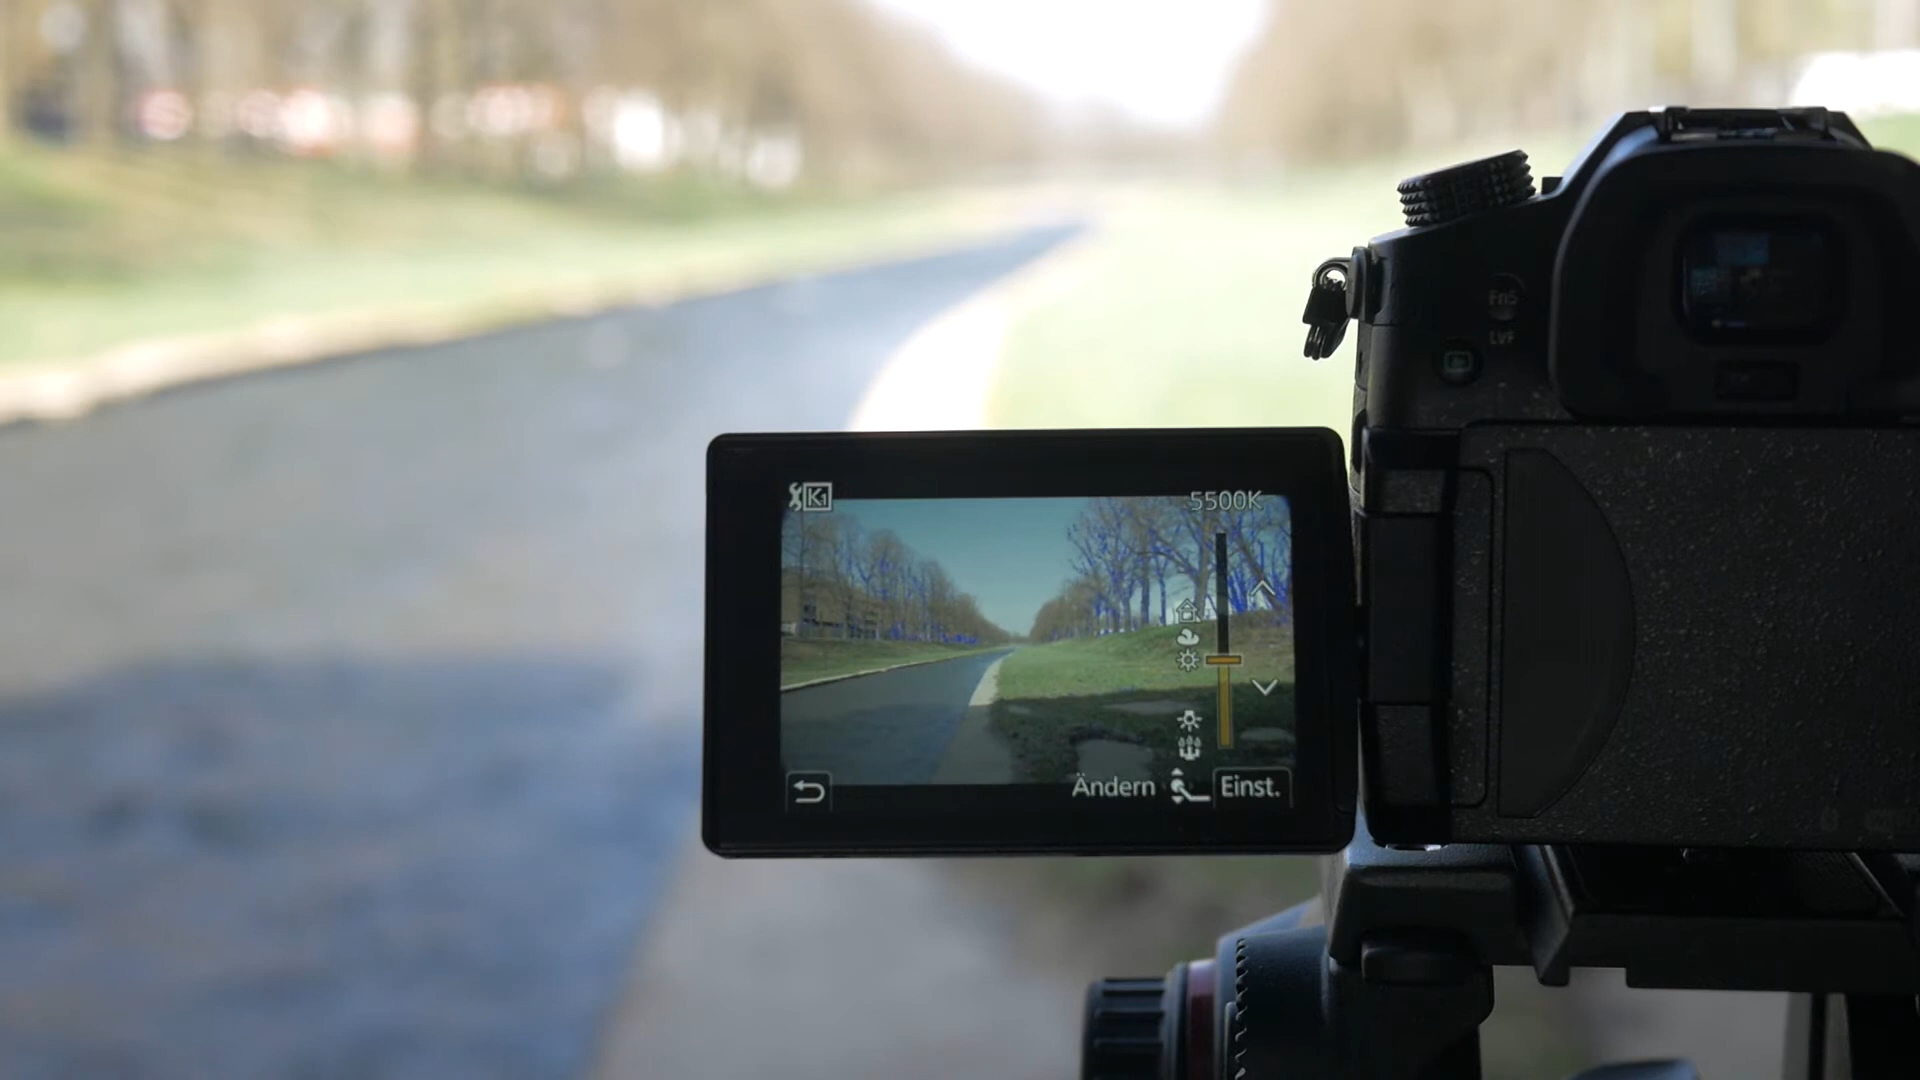 Fn5
LVF
K1
5500K
Ändern
Einst.